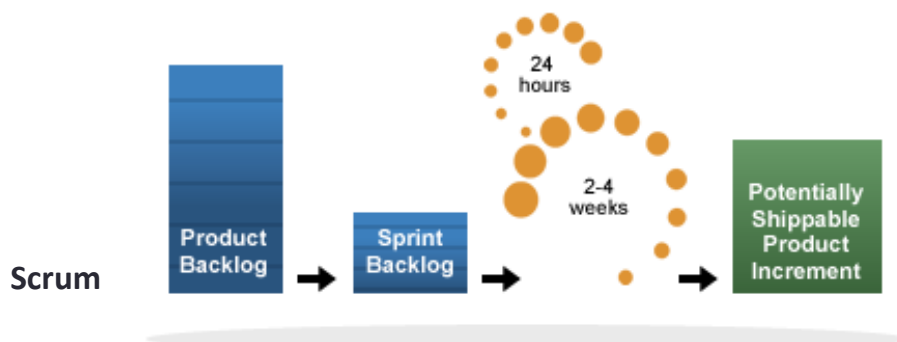 24
hours
2-4
weeks
Product
Backlog
Sprint
Backlog
Potentially
Shippable
Product
Increment
Scrum